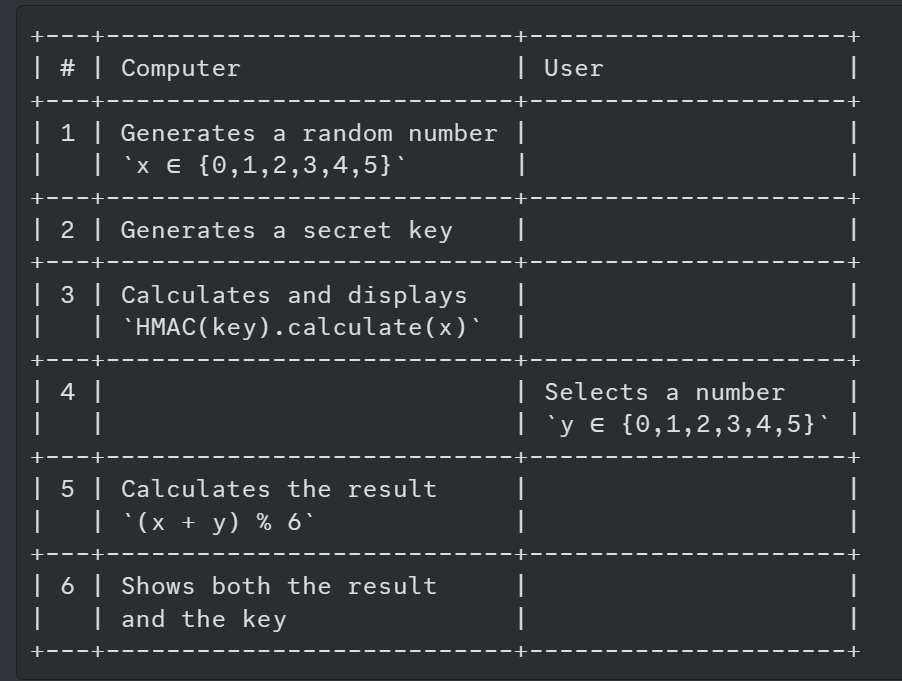 +---+---------------------------+---------------------+
| # | Computer                  | User                |
+---+---------------------------+---------------------+
| 1 | Generates a random number |                     |
|   | `x ∈ {0,1,2,3,4,5}`       |                     |
+---+---------------------------+---------------------+
| 2 | Generates a secret key    |                     |
+---+---------------------------+---------------------+
| 3 | Calculates and displays   |                     |
|   | `HMAC(key).calculate(x)`  |                     |
+---+---------------------------+---------------------+
| 4 |                           | Selects a number    |
|   |                           | `y ∈ {0,1,2,3,4,5}` |
+---+---------------------------+---------------------+
| 5 | Calculates the result     |                     |
|   | `(x + y) % 6`             |                     |
+---+---------------------------+---------------------+
| 6 | Shows both the result     |                     |
|   | and the key               |                     |
+---+---------------------------+---------------------+